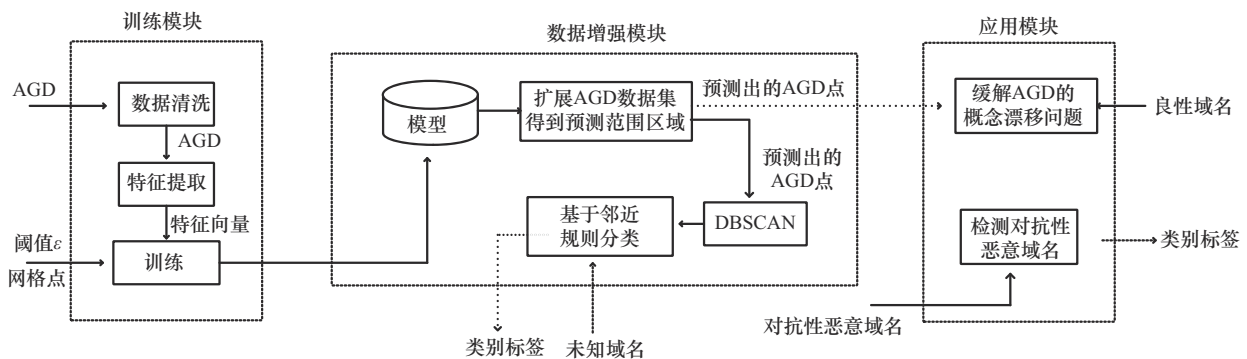 训练模块
AGD
数据清洗
AGD
特征提取
特征向量
阈值ε
网格点
训练
数据增强模块
模型
扩展AGD数据集
得到预测范围区域
预测出的AGD点
预测出的
AGD点
DBSCAN
基于邻近
规则分类
类别标签
未知域名
应用模块
缓解AGD的
概念漂移问题
良性域名
检测对抗性
恶意域名
类别标签
对抗性恶意域名